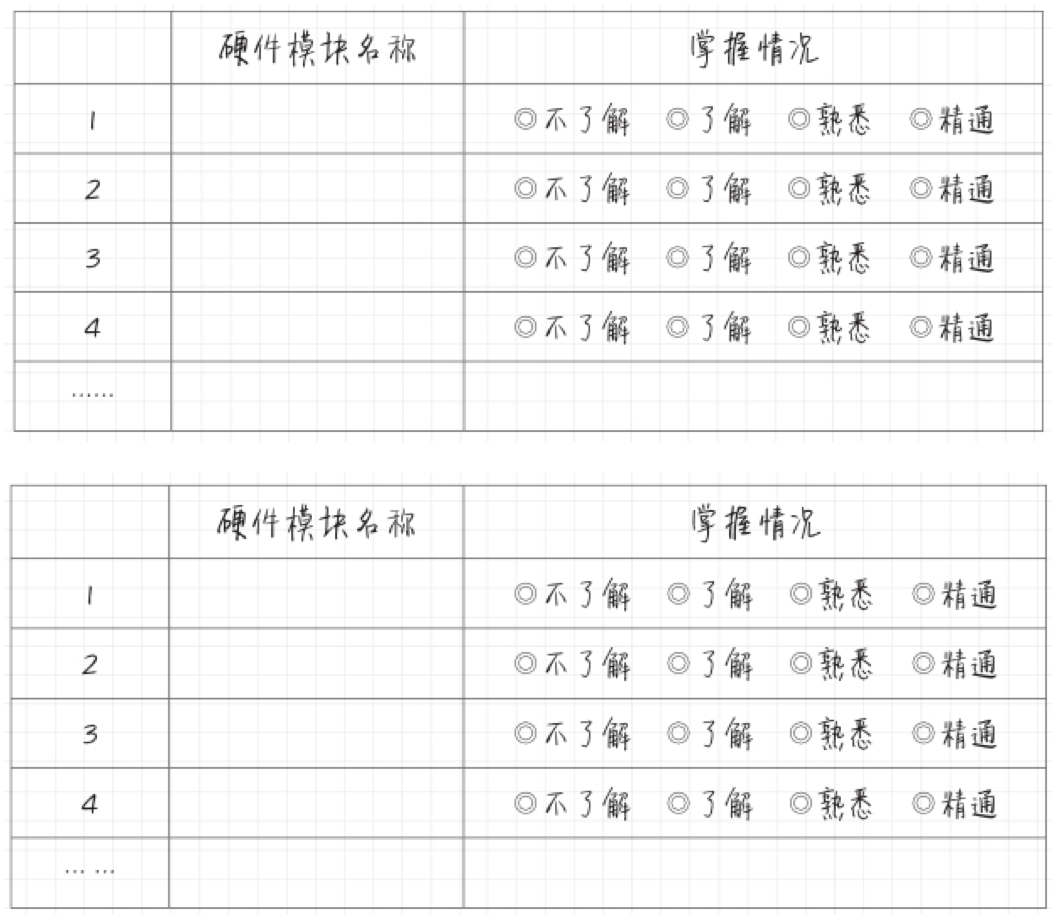 硬件模块名称 掌握情况
1 ◎不了解 ◎了解 ◎熟悉 ◎精通
2 ◎不了解 ◎了解 ◎熟悉 ◎精通
3 ◎不了解 ◎了解 ◎熟悉 ◎精通
4 ◎不了解 ◎了解 ◎熟悉 ◎精通
……
硬件模块名称 掌握情况
1 ◎不了解 ◎了解 ◎熟悉 ◎精通
2 ◎不了解 ◎了解 ◎熟悉 ◎精通
3 ◎不了解 ◎了解 ◎熟悉 ◎精通
4 ◎不了解 ◎了解 ◎熟悉 ◎精通
… …